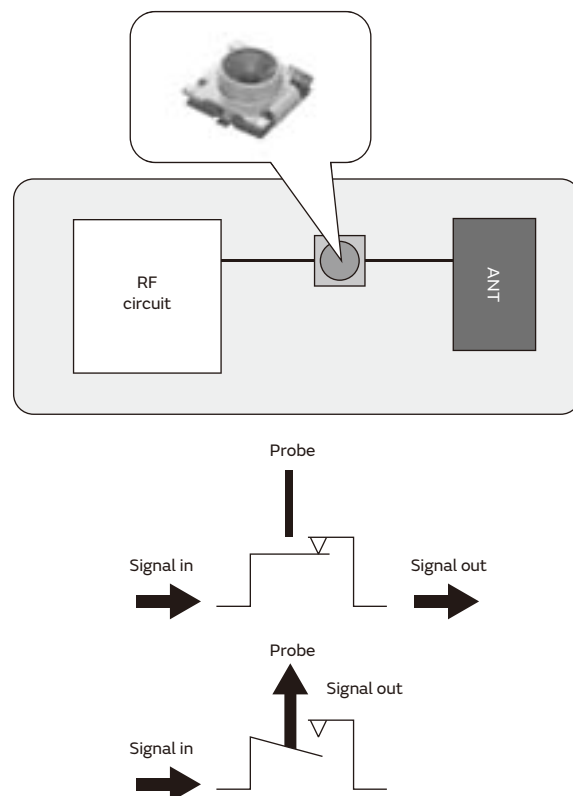 RF
circuit
ANT
Probe
Signal in
Signal out
Probe
Signal out
Signal in